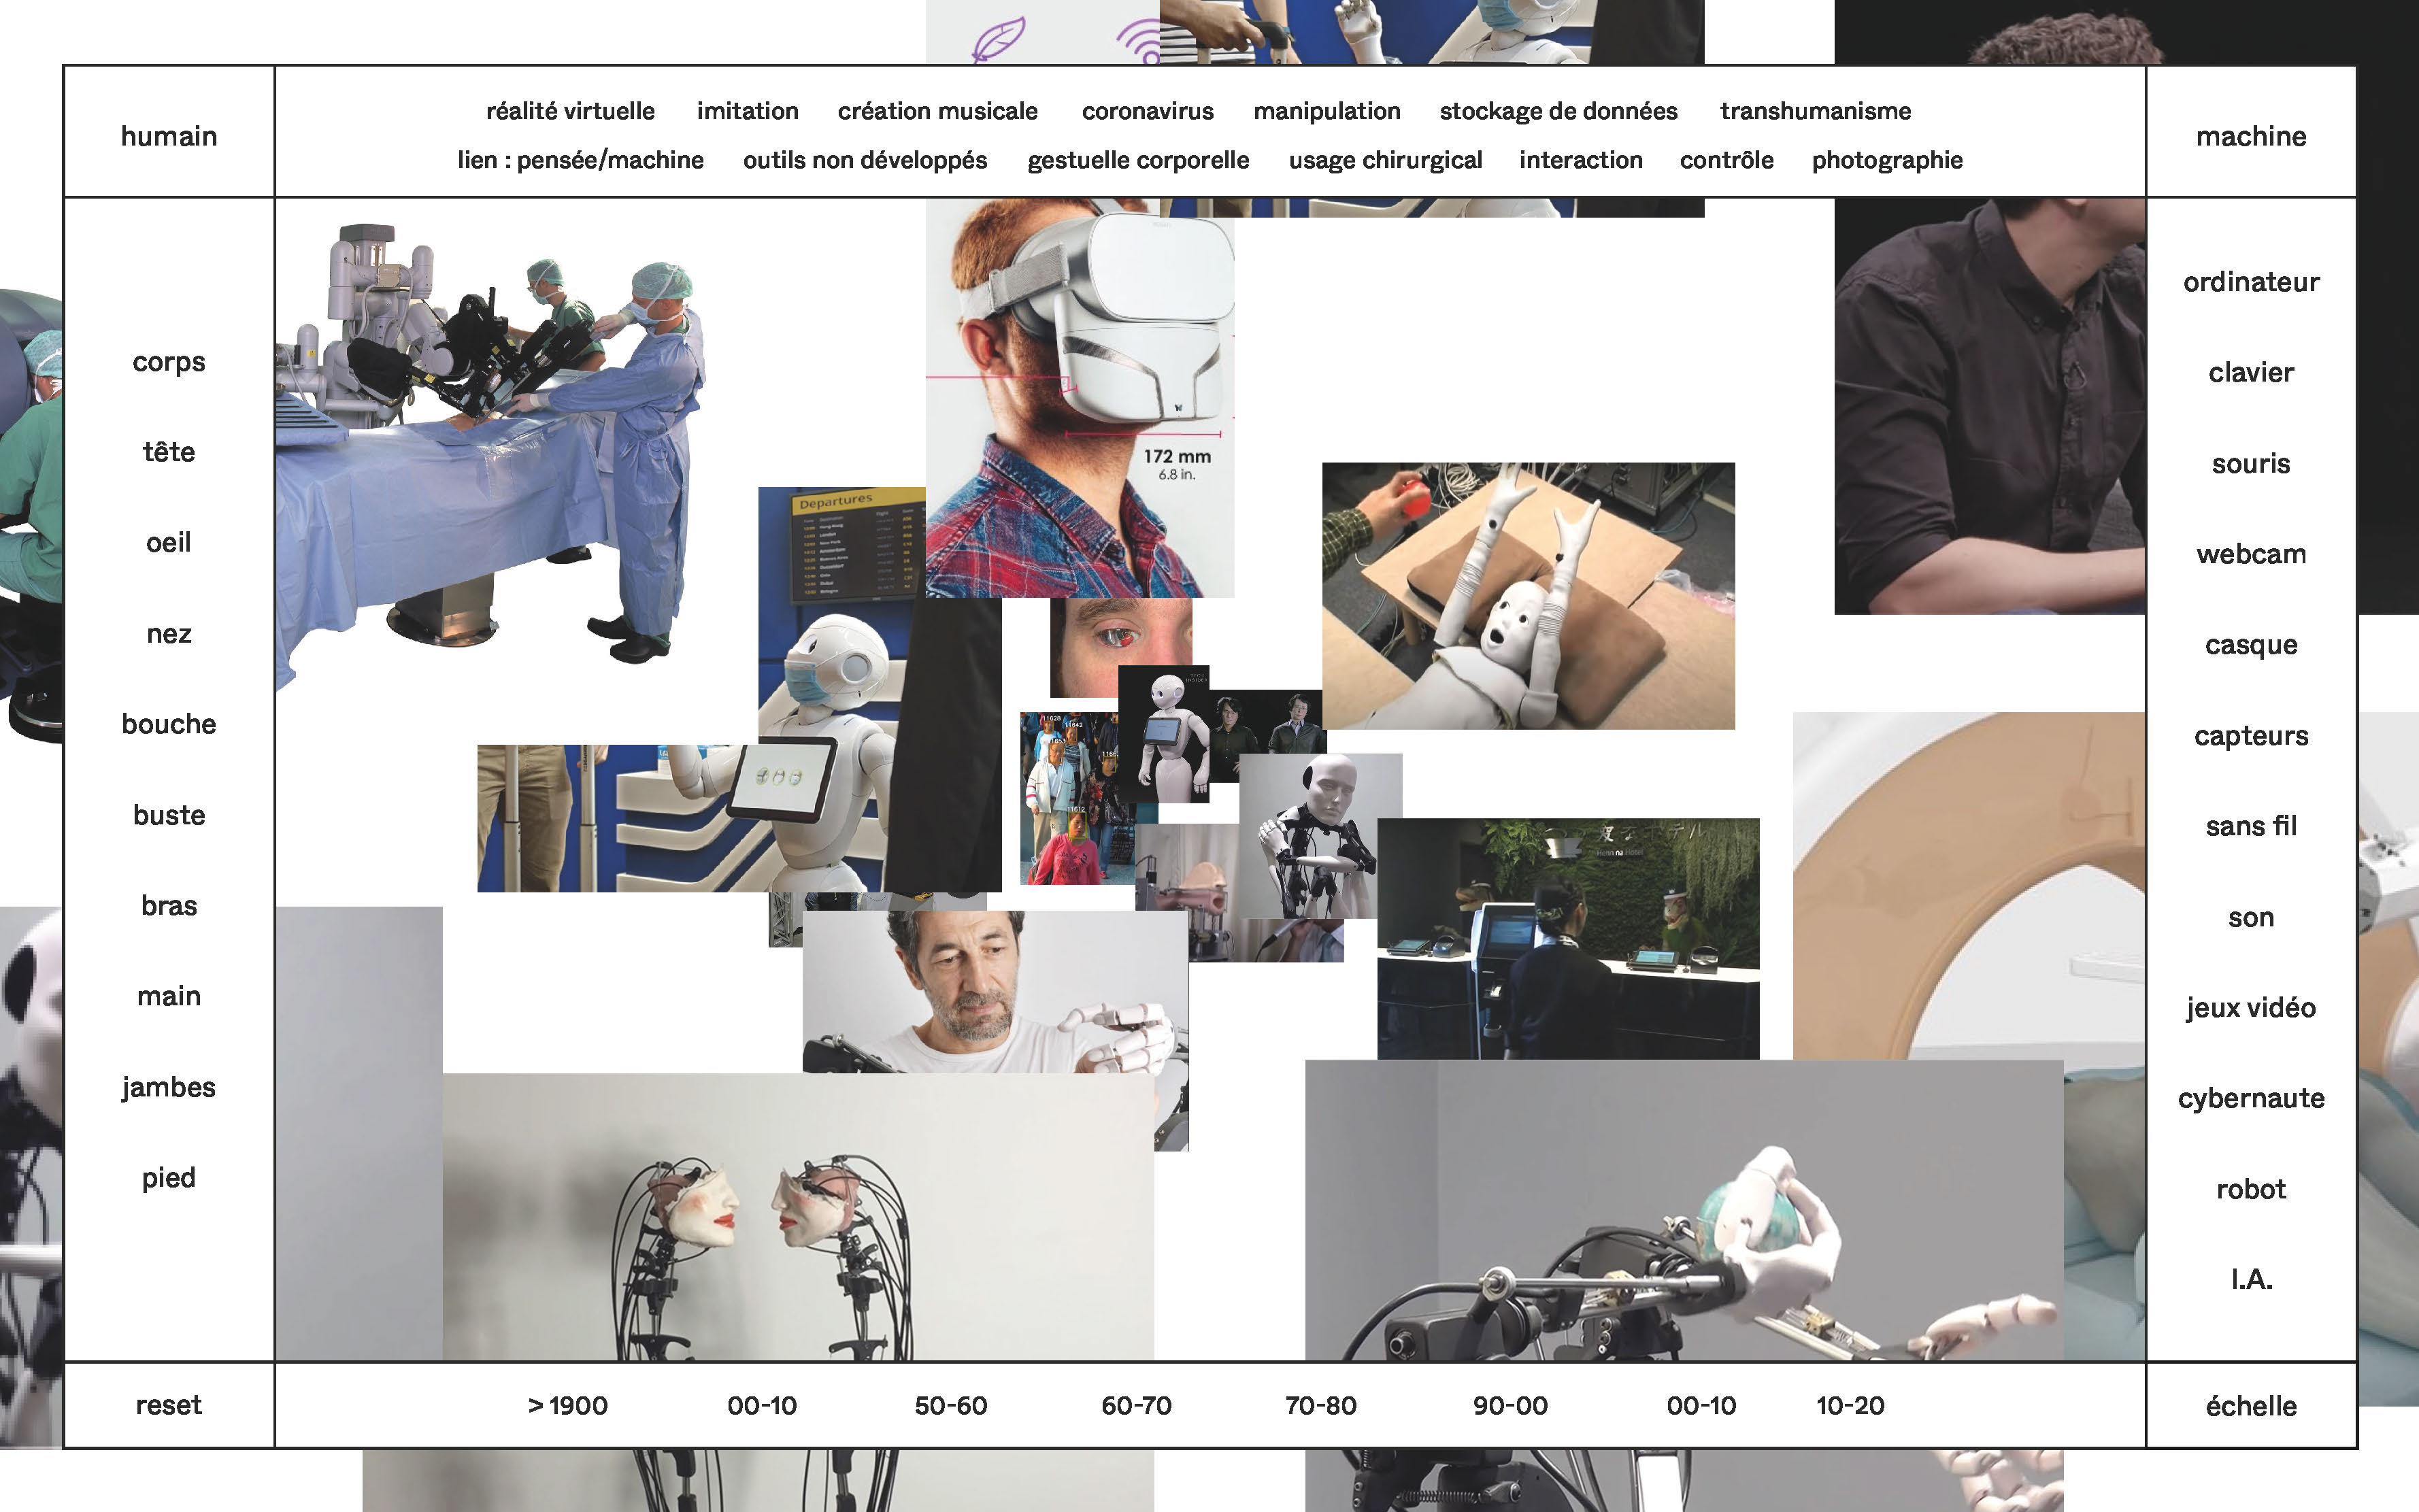 humain
réalité virtuelle imitation création musicale coronavirus manipulation stockage de données transhumanisme
lien : pensée/machine outils non développés gestuelle corporelle usage chirurgical interaction contrôle photographie
machine
corps
tête
oeil
nez
bouche
buste
bras
main
jambes
pied
172 mm
6.8 in.
Departures
11628
11642
11612
ordinateur
clavier
souris
webcam
casque
capteurs
sans fil
son
jeux vidéo
cybernaute
robot
I.A.
reset
> 1900 00-10 50-60 60-70 70-80 90-00 00-10 10-20
échelle